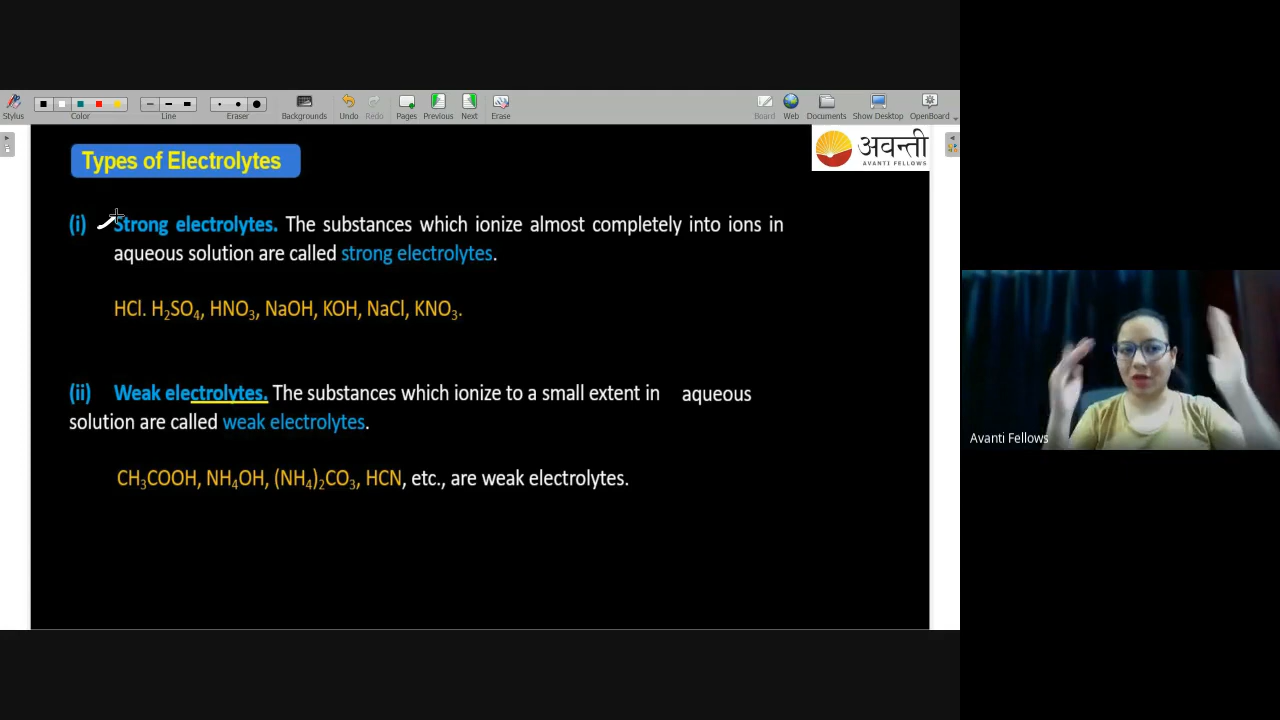 Stylus
Color
Line
Eraser
Backgrounds
Undo
Redo
Pages
Previous
Next
Erase
Board
Web
Documents
Show Desktop
OpenBoard
Types of Electrolytes
अवन्ती
AVANTI FELLOWS
(i) Strong electrolytes. The substances which ionize almost completely into ions in
aqueous solution are called strong electrolytes.
HCl. H₂SO₄, HNO₃, NaOH, KOH, NaCl, KNO₃.
(ii) Weak electrolytes. The substances which ionize to a small extent in aqueous
solution are called weak electrolytes.
CH₃COOH, NH₄OH, (NH₄)₂CO₃, HCN, etc., are weak electrolytes.
Avanti Fellows